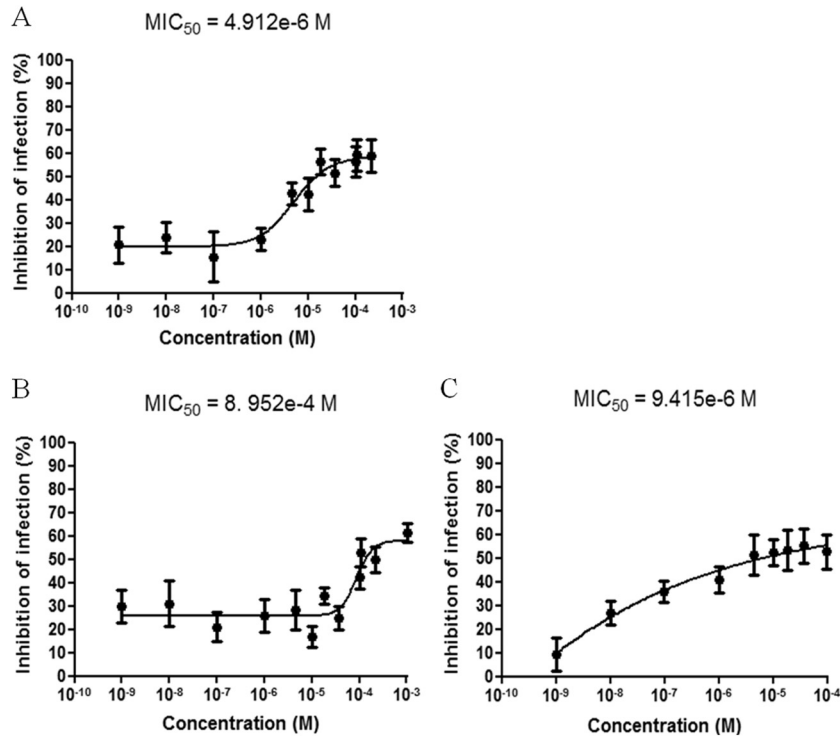 A
MIC₅₀ = 4.912e-6 M
Inhibition of infection (%)
100
90
80
70
60
50
40
30
20
10
0
10⁻¹⁰ 10⁻⁹ 10⁻⁸ 10⁻⁷ 10⁻⁶ 10⁻⁵ 10⁻⁴ 10⁻³
Concentration (M)
B
MIC₅₀ = 8. 952e-4 M
Inhibition of infection (%)
100
90
80
70
60
50
40
30
20
10
0
10⁻¹⁰ 10⁻⁹ 10⁻⁸ 10⁻⁷ 10⁻⁶ 10⁻⁵ 10⁻⁴ 10⁻³
Concentration (M)
C
MIC₅₀ = 9.415e-6 M
Inhibition of infection (%)
100
90
80
70
60
50
40
30
20
10
0
10⁻¹⁰ 10⁻⁹ 10⁻⁸ 10⁻⁷ 10⁻⁶ 10⁻⁵ 10⁻⁴
Concentration (M)